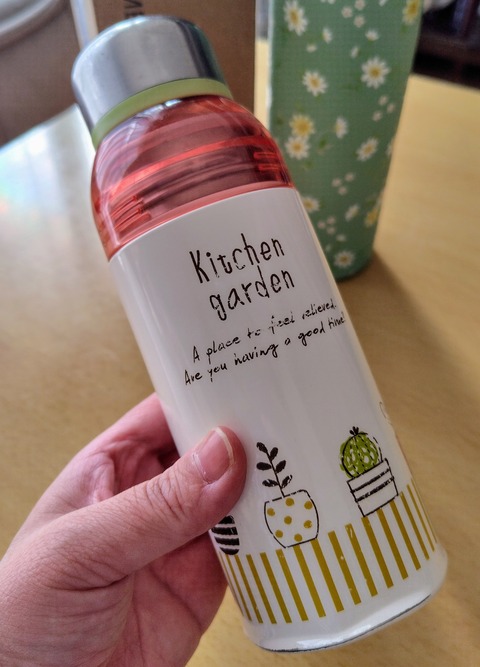 Kitchen
garden
A place to feel relieved.
Are you having a good time?